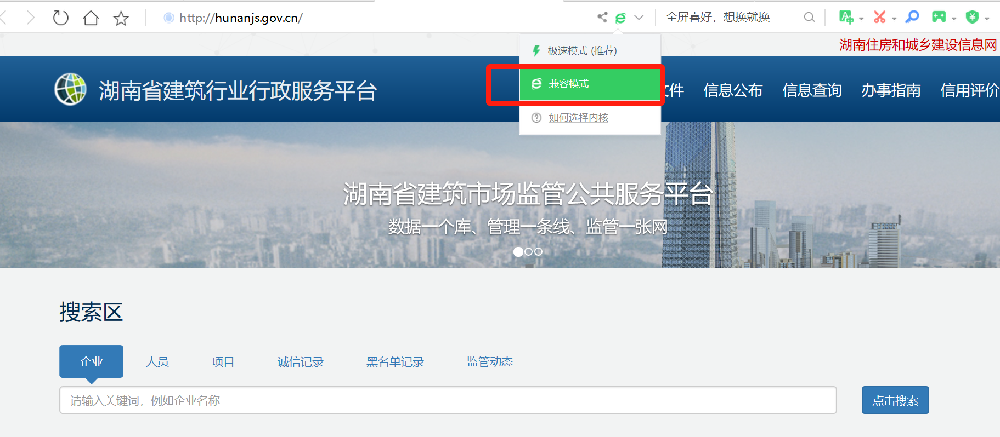 http://hunanjs.gov.cn/
全屏喜好，想换就换
极速模式 (推荐)
兼容模式
如何选择内核
湖南住房和城乡建设信息网
湖南省建筑行业行政服务平台
文件 信息公布 信息查询 办事指南 信用评价
湖南省建筑市场监管公共服务平台
数据一个库、管理一条线、监管一张网
搜索区
企业 人员 项目 诚信记录 黑名单记录 监管动态
请输入关键词，例如企业名称
点击搜索